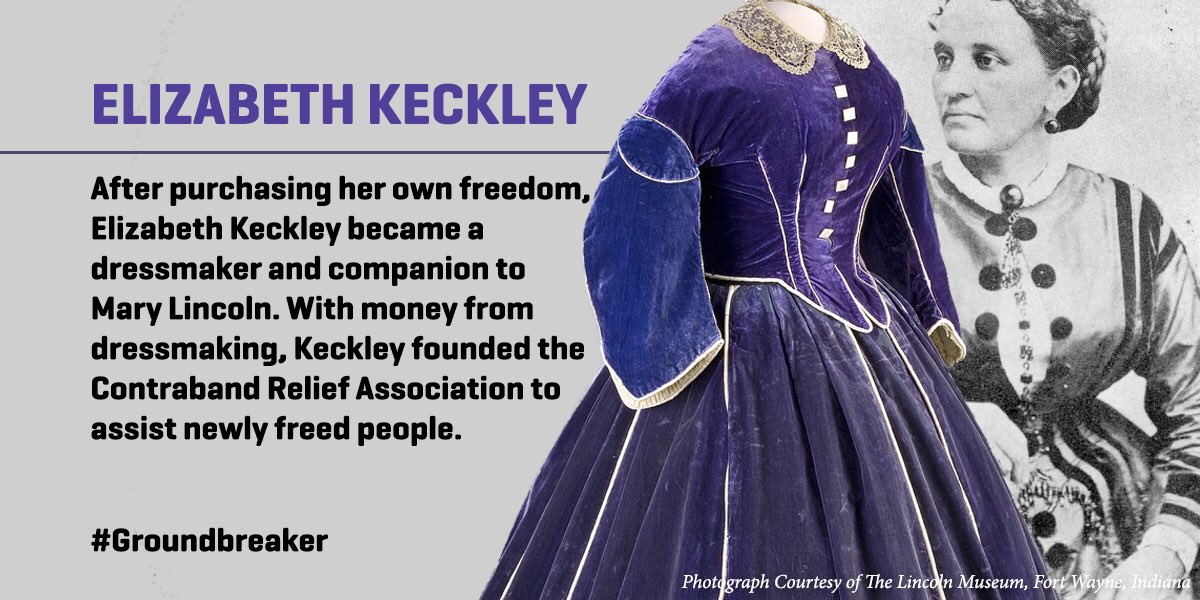 ELIZABETH KECKLEY
After purchasing her own freedom,
Elizabeth Keckley became a
dressmaker and companion to
Mary Lincoln. With money from
dressmaking, Keckley founded the
Contraband Relief Association to
assist newly freed people.
#Groundbreaker
Photograph Courtesy of The Lincoln Museum, Fort Wayne, Indiana